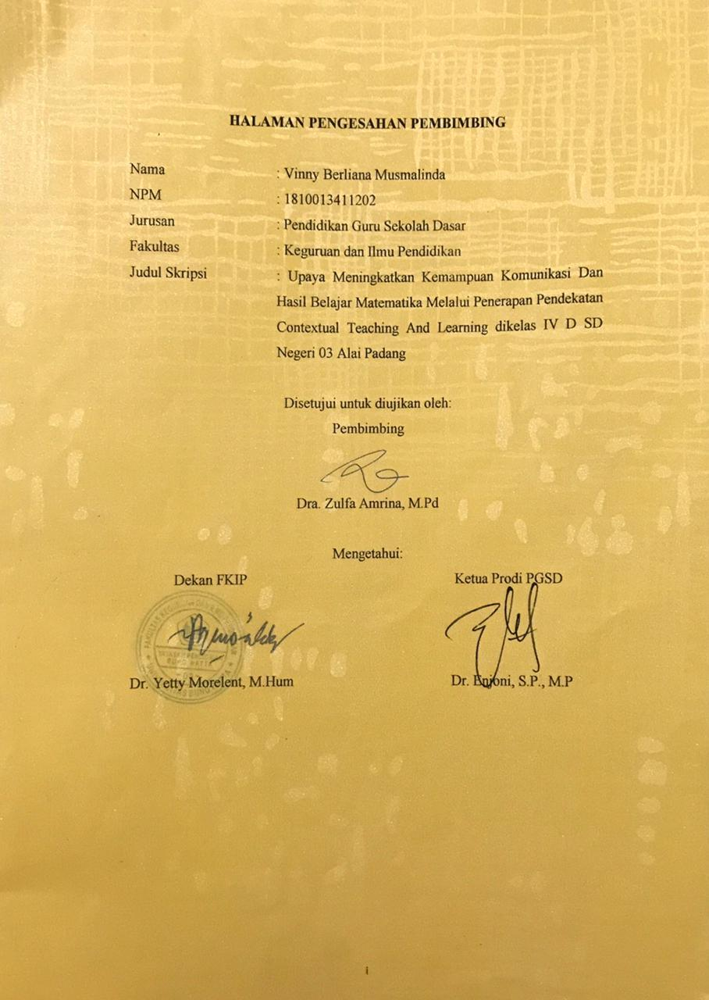 HALAMAN PENGESAHAN PEMBIMBING
Nama : Vinny Berliana Musmalinda
NPM : 1810013411202
Jurusan : Pendidikan Guru Sekolah Dasar
Fakultas : Keguruan dan Ilmu Pendidikan
Judul Skripsi : Upaya Meningkatkan Kemampuan Komunikasi Dan
Hasil Belajar Matematika Melalui Penerapan Pendekatan
Contextual Teaching And Learning dikelas IV D SD
Negeri 03 Alai Padang
Disetujui untuk diujikan oleh:
Pembimbing
Dra. Zulfa Amrina, M.Pd
Mengetahui:
Dekan FKIP Ketua Prodi PGSD
Dr. Yetty Morelent, M.Hum Dr. Enjoni, S.P., M.P
i